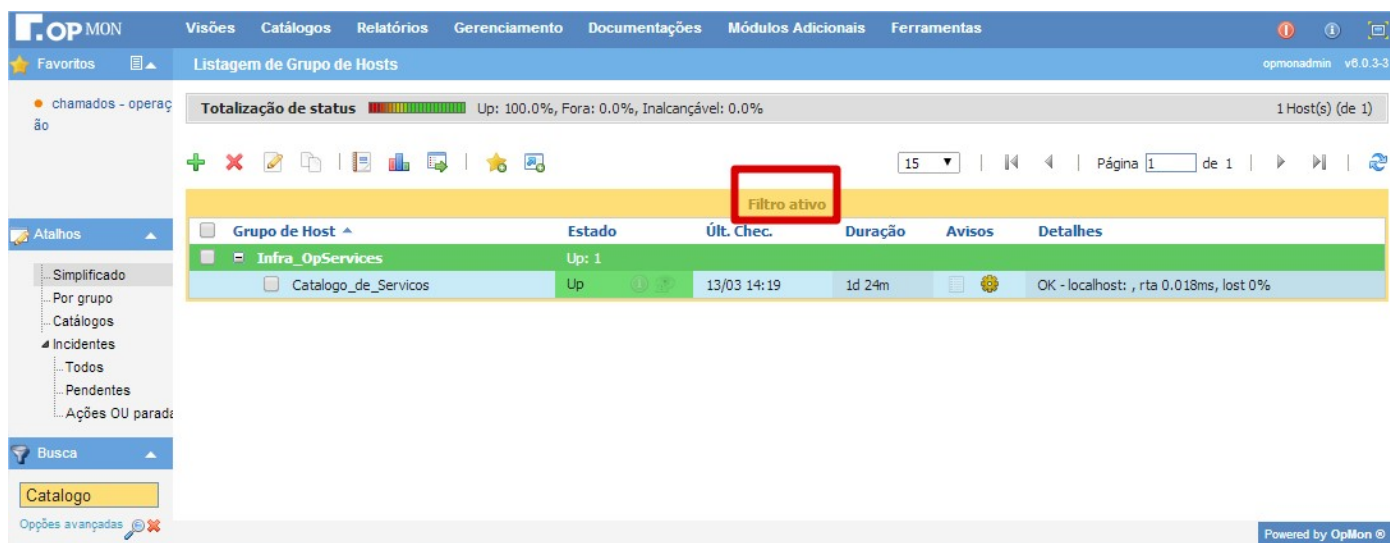 OPMON
Visões Catálogos Relatórios Gerenciamento Documentações Módulos Adicionais Ferramentas
Favoritos
Listagem de Grupo de Hosts
opmonadmin v6.0.3-3
chamados - operaç
ão
Totalização de status Up: 100.0%, Fora: 0.0%, Inalcançável: 0.0%
1 Host(s) (de 1)
15
Página 1 de 1
Filtro ativo
Grupo de Host Estado Últ. Chec. Duração Avisos Detalhes
Infra_OpServices Up: 1
Catalogo_de_Servicos Up 13/03 14:19 1d 24m OK - localhost: , rta 0.018ms, lost 0%
Atalhos
Simplificado
Por grupo
Catálogos
Incidentes
Todos
Pendentes
Ações OU parada
Busca
Catalogo
Opções avançadas
Powered by OpMon ®